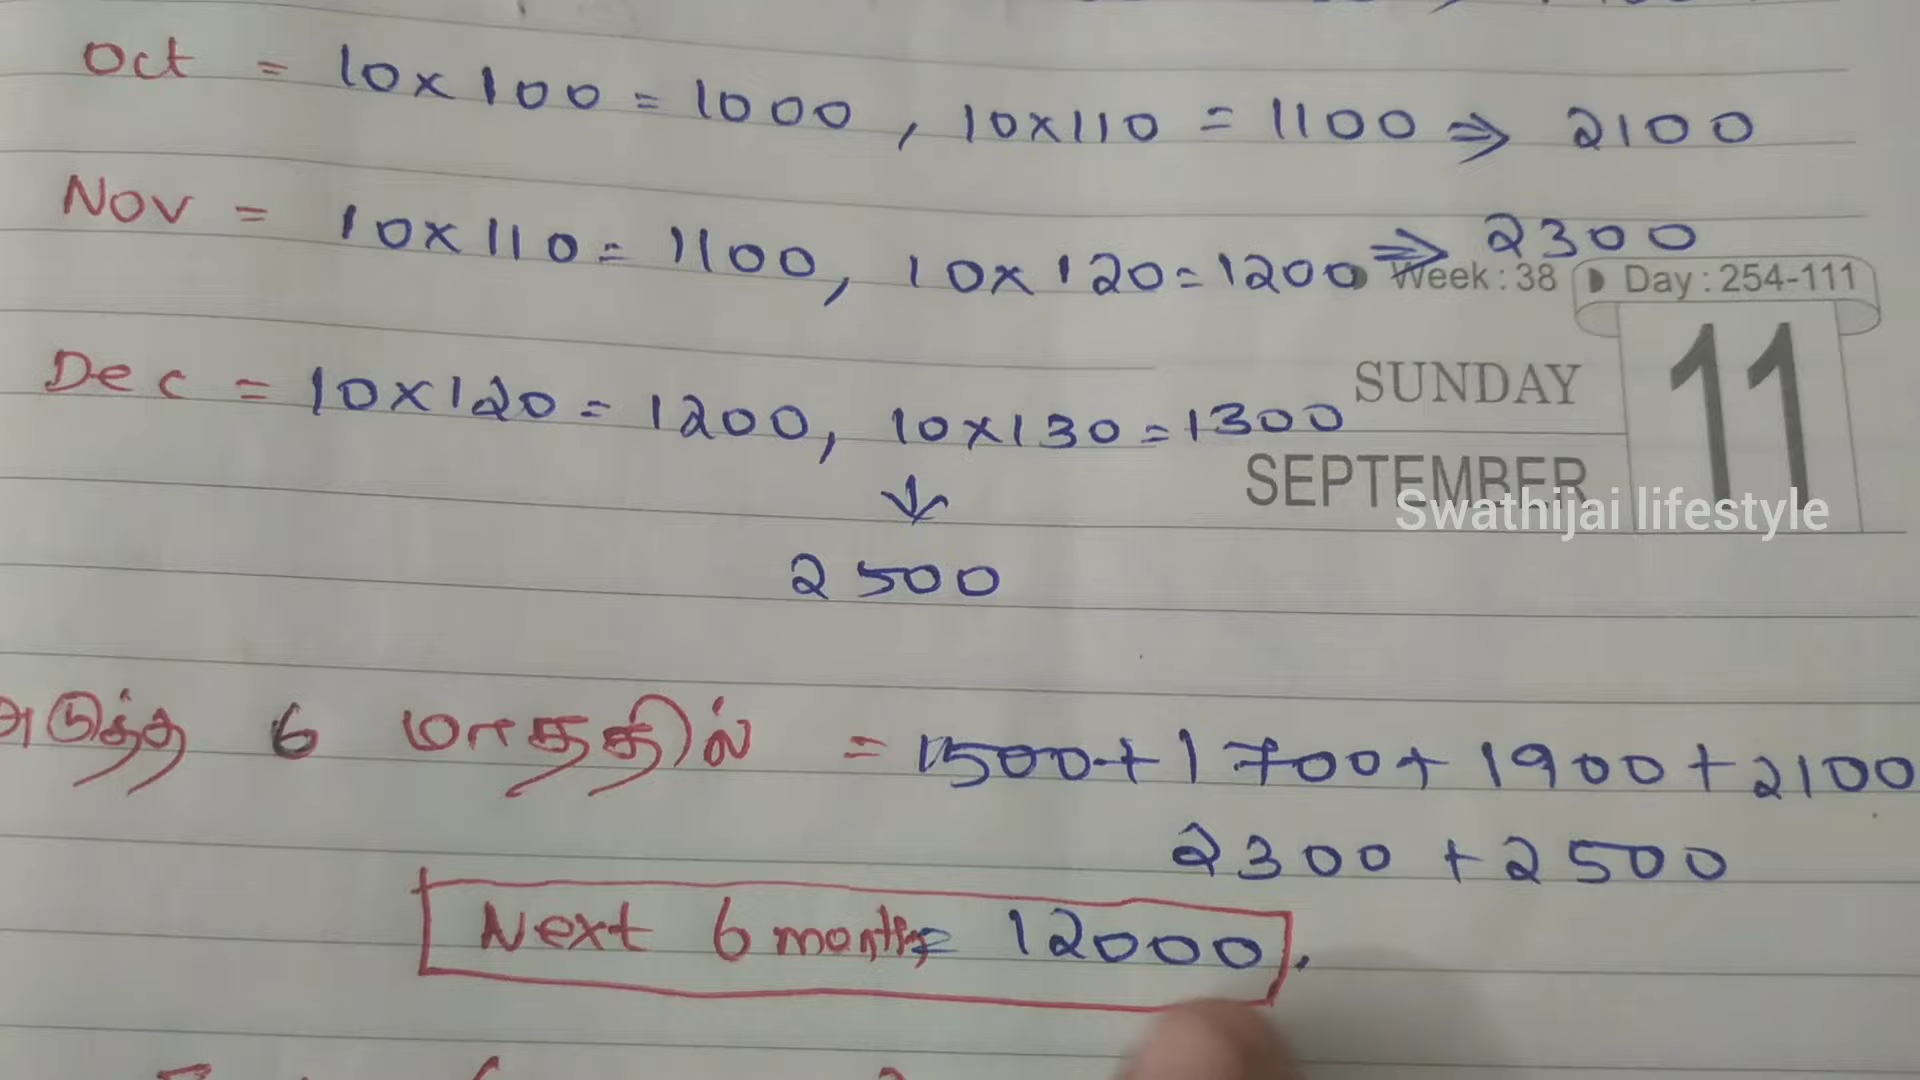 Oct = 10x100 = 1000, 10x110 = 1100 ⇒ 2100
Nov = 10x110 = 1100, 10x120 = 1200 ⇒ 2300
Week : 38 Day : 254-111
Dec = 10x120 = 1200, 10x130 = 1300
SUNDAY 11
SEPTEMBER
Swathijai lifestyle
↓
2500
அடுத்த 6 மாதத்தில் = 1500+1700+1900+2100
2300 + 2500
Next 6 month = 12000.